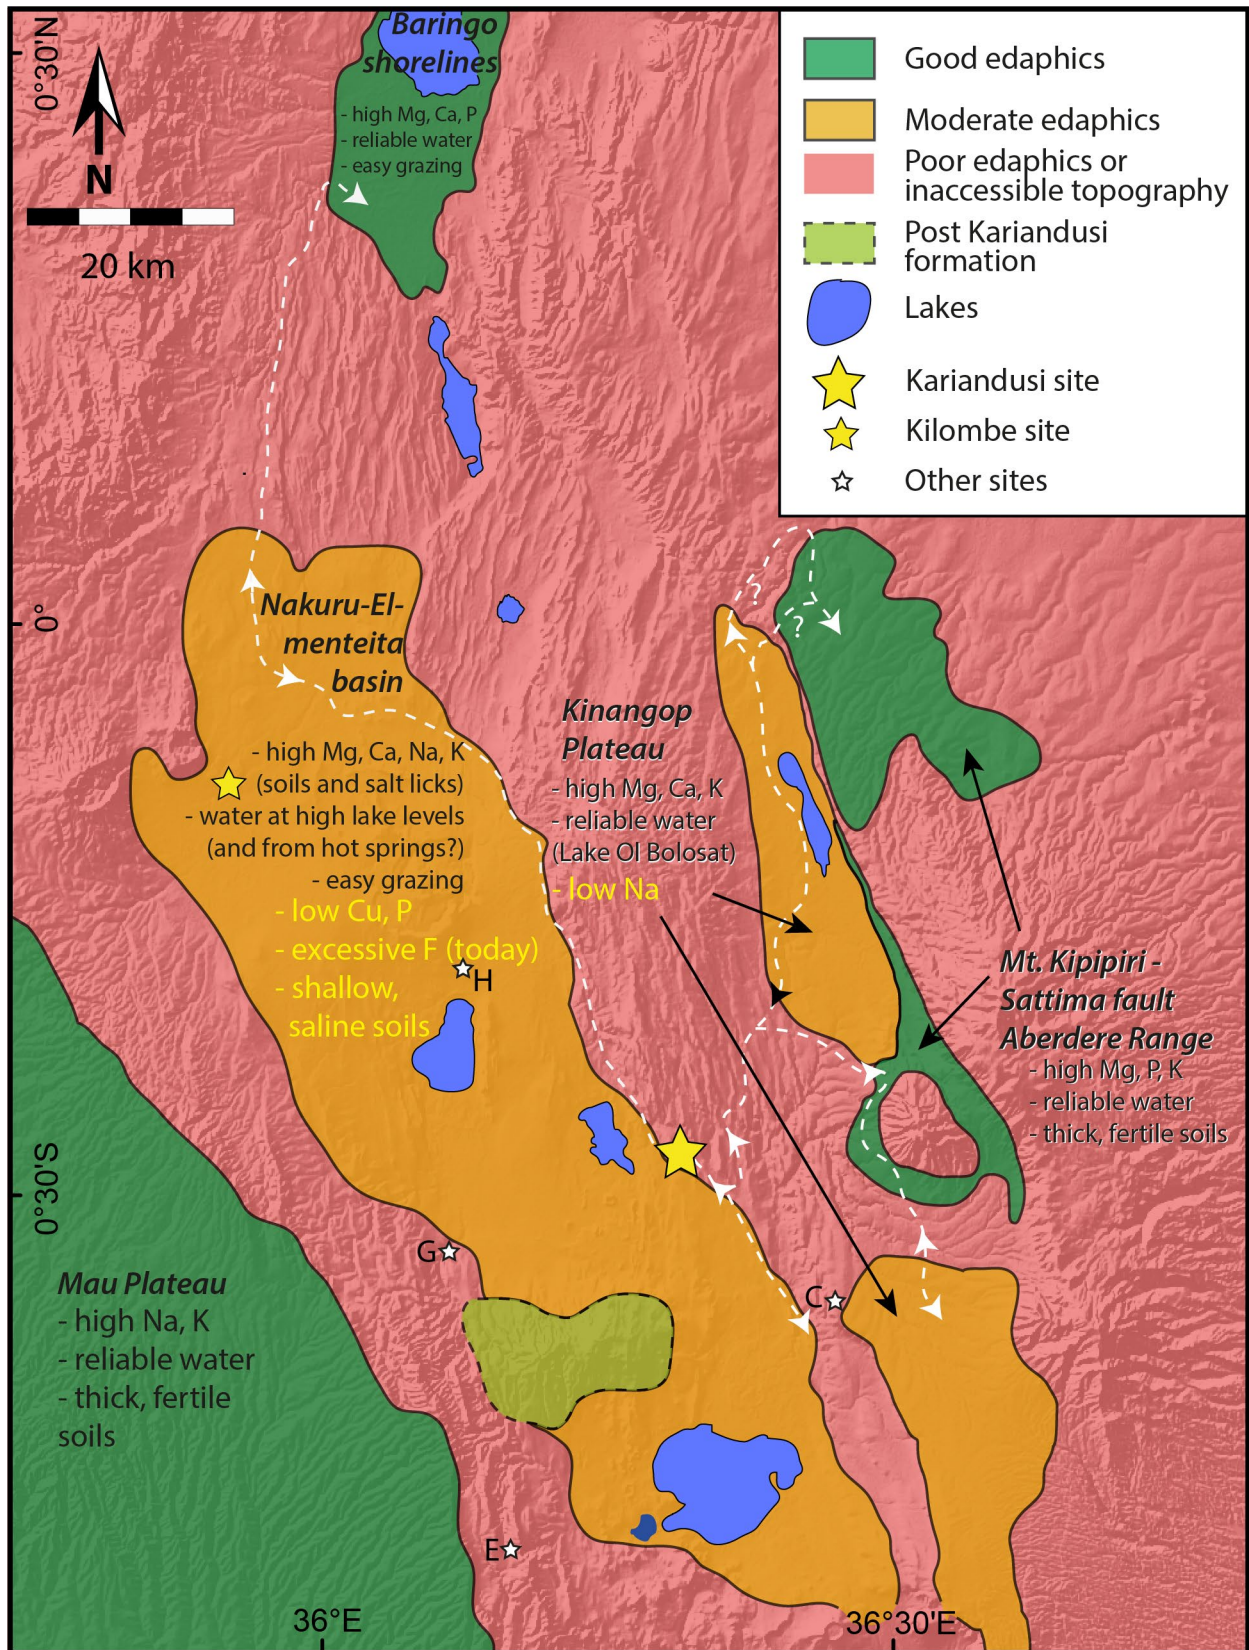 Baringo
shorelines
- high Mg, Ca, P
- reliable water
- easy grazing
0°30'N
N
20 km
Good edaphics
Moderate edaphics
Poor edaphics or
inaccessible topography
Post Kariandusi
formation
Lakes
Kariandusi site
Kilombe site
Other sites
0°
Nakuru-El-
menteita
basin
- high Mg, Ca, Na, K
(soils and salt licks)
- water at high lake levels
(and from hot springs?)
- easy grazing
- low Cu, P
- excessive F (today)
- shallow,
saline soils
H
?
?
Kinangop
Plateau
- high Mg, Ca, K
- reliable water
(Lake Ol Bolosat)
- low Na
Mt. Kipipiri -
Sattima fault
Aberdere Range
- high Mg, P, K
- reliable water
- thick, fertile soils
0°30'S
G
C
Mau Plateau
- high Na, K
- reliable water
- thick, fertile
soils
E
36°E
36°30'E